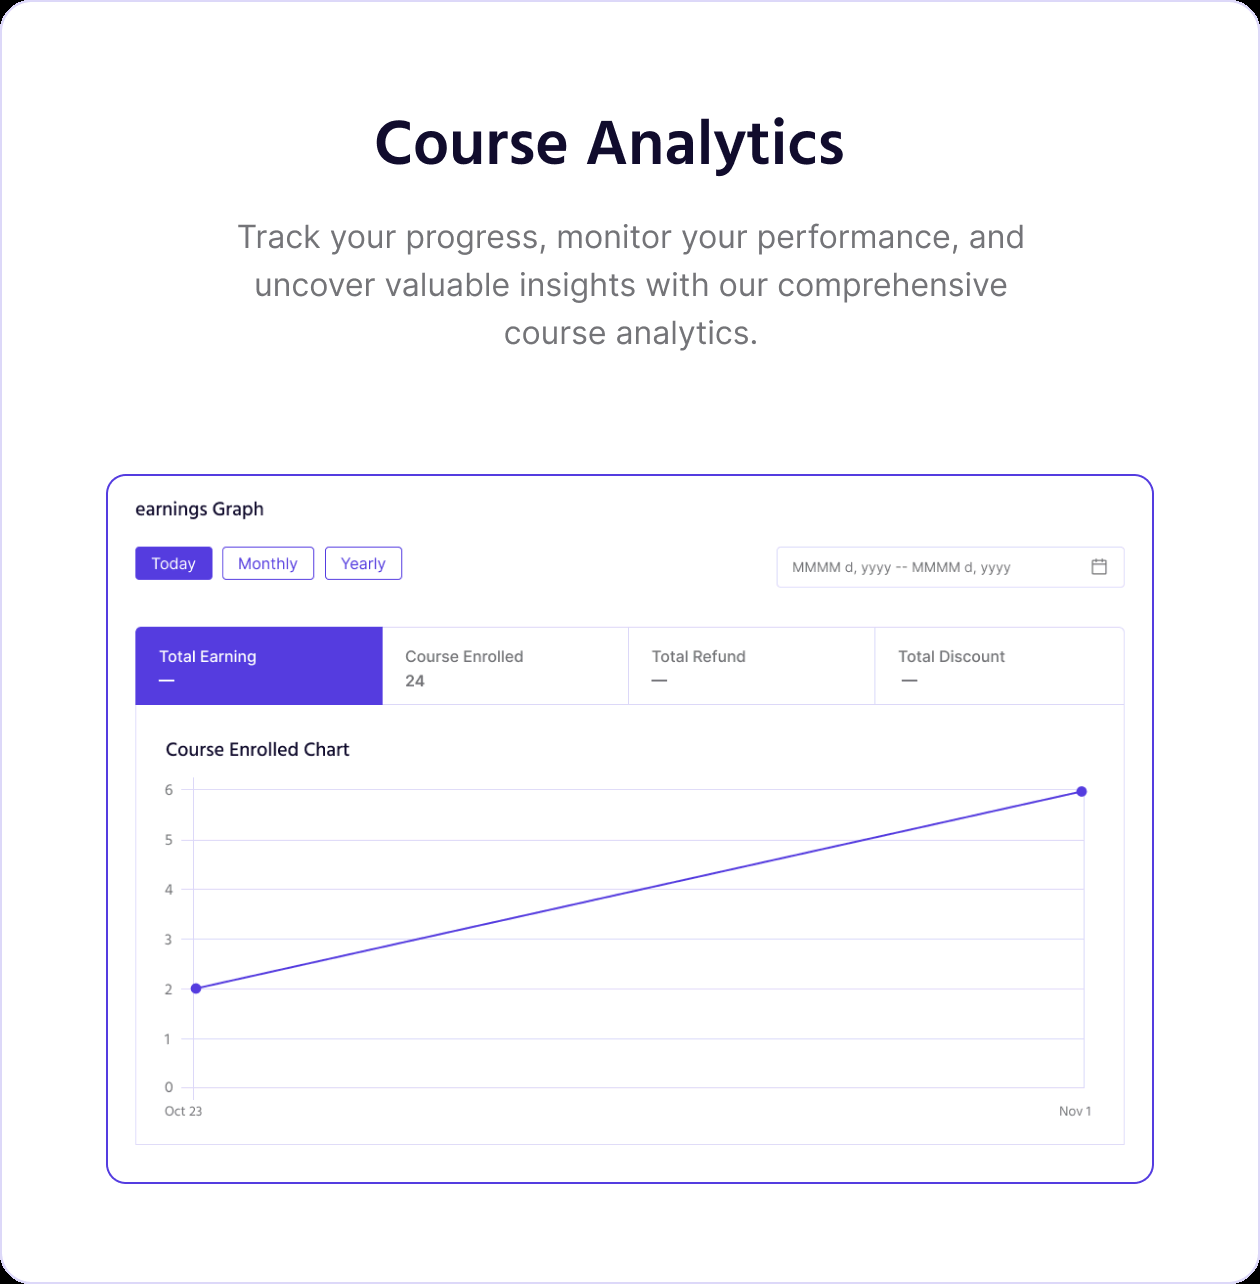 Course Analytics
Track your progress, monitor your performance, and
uncover valuable insights with our comprehensive
course analytics.
earnings Graph
Today Monthly Yearly
MMMM d, yyyy -- MMMM d, yyyy
Total Earning Course Enrolled Total Refund Total Discount
— 24 — —
Course Enrolled Chart
6
5
4
3
2
1
0
Oct 23 Nov 1